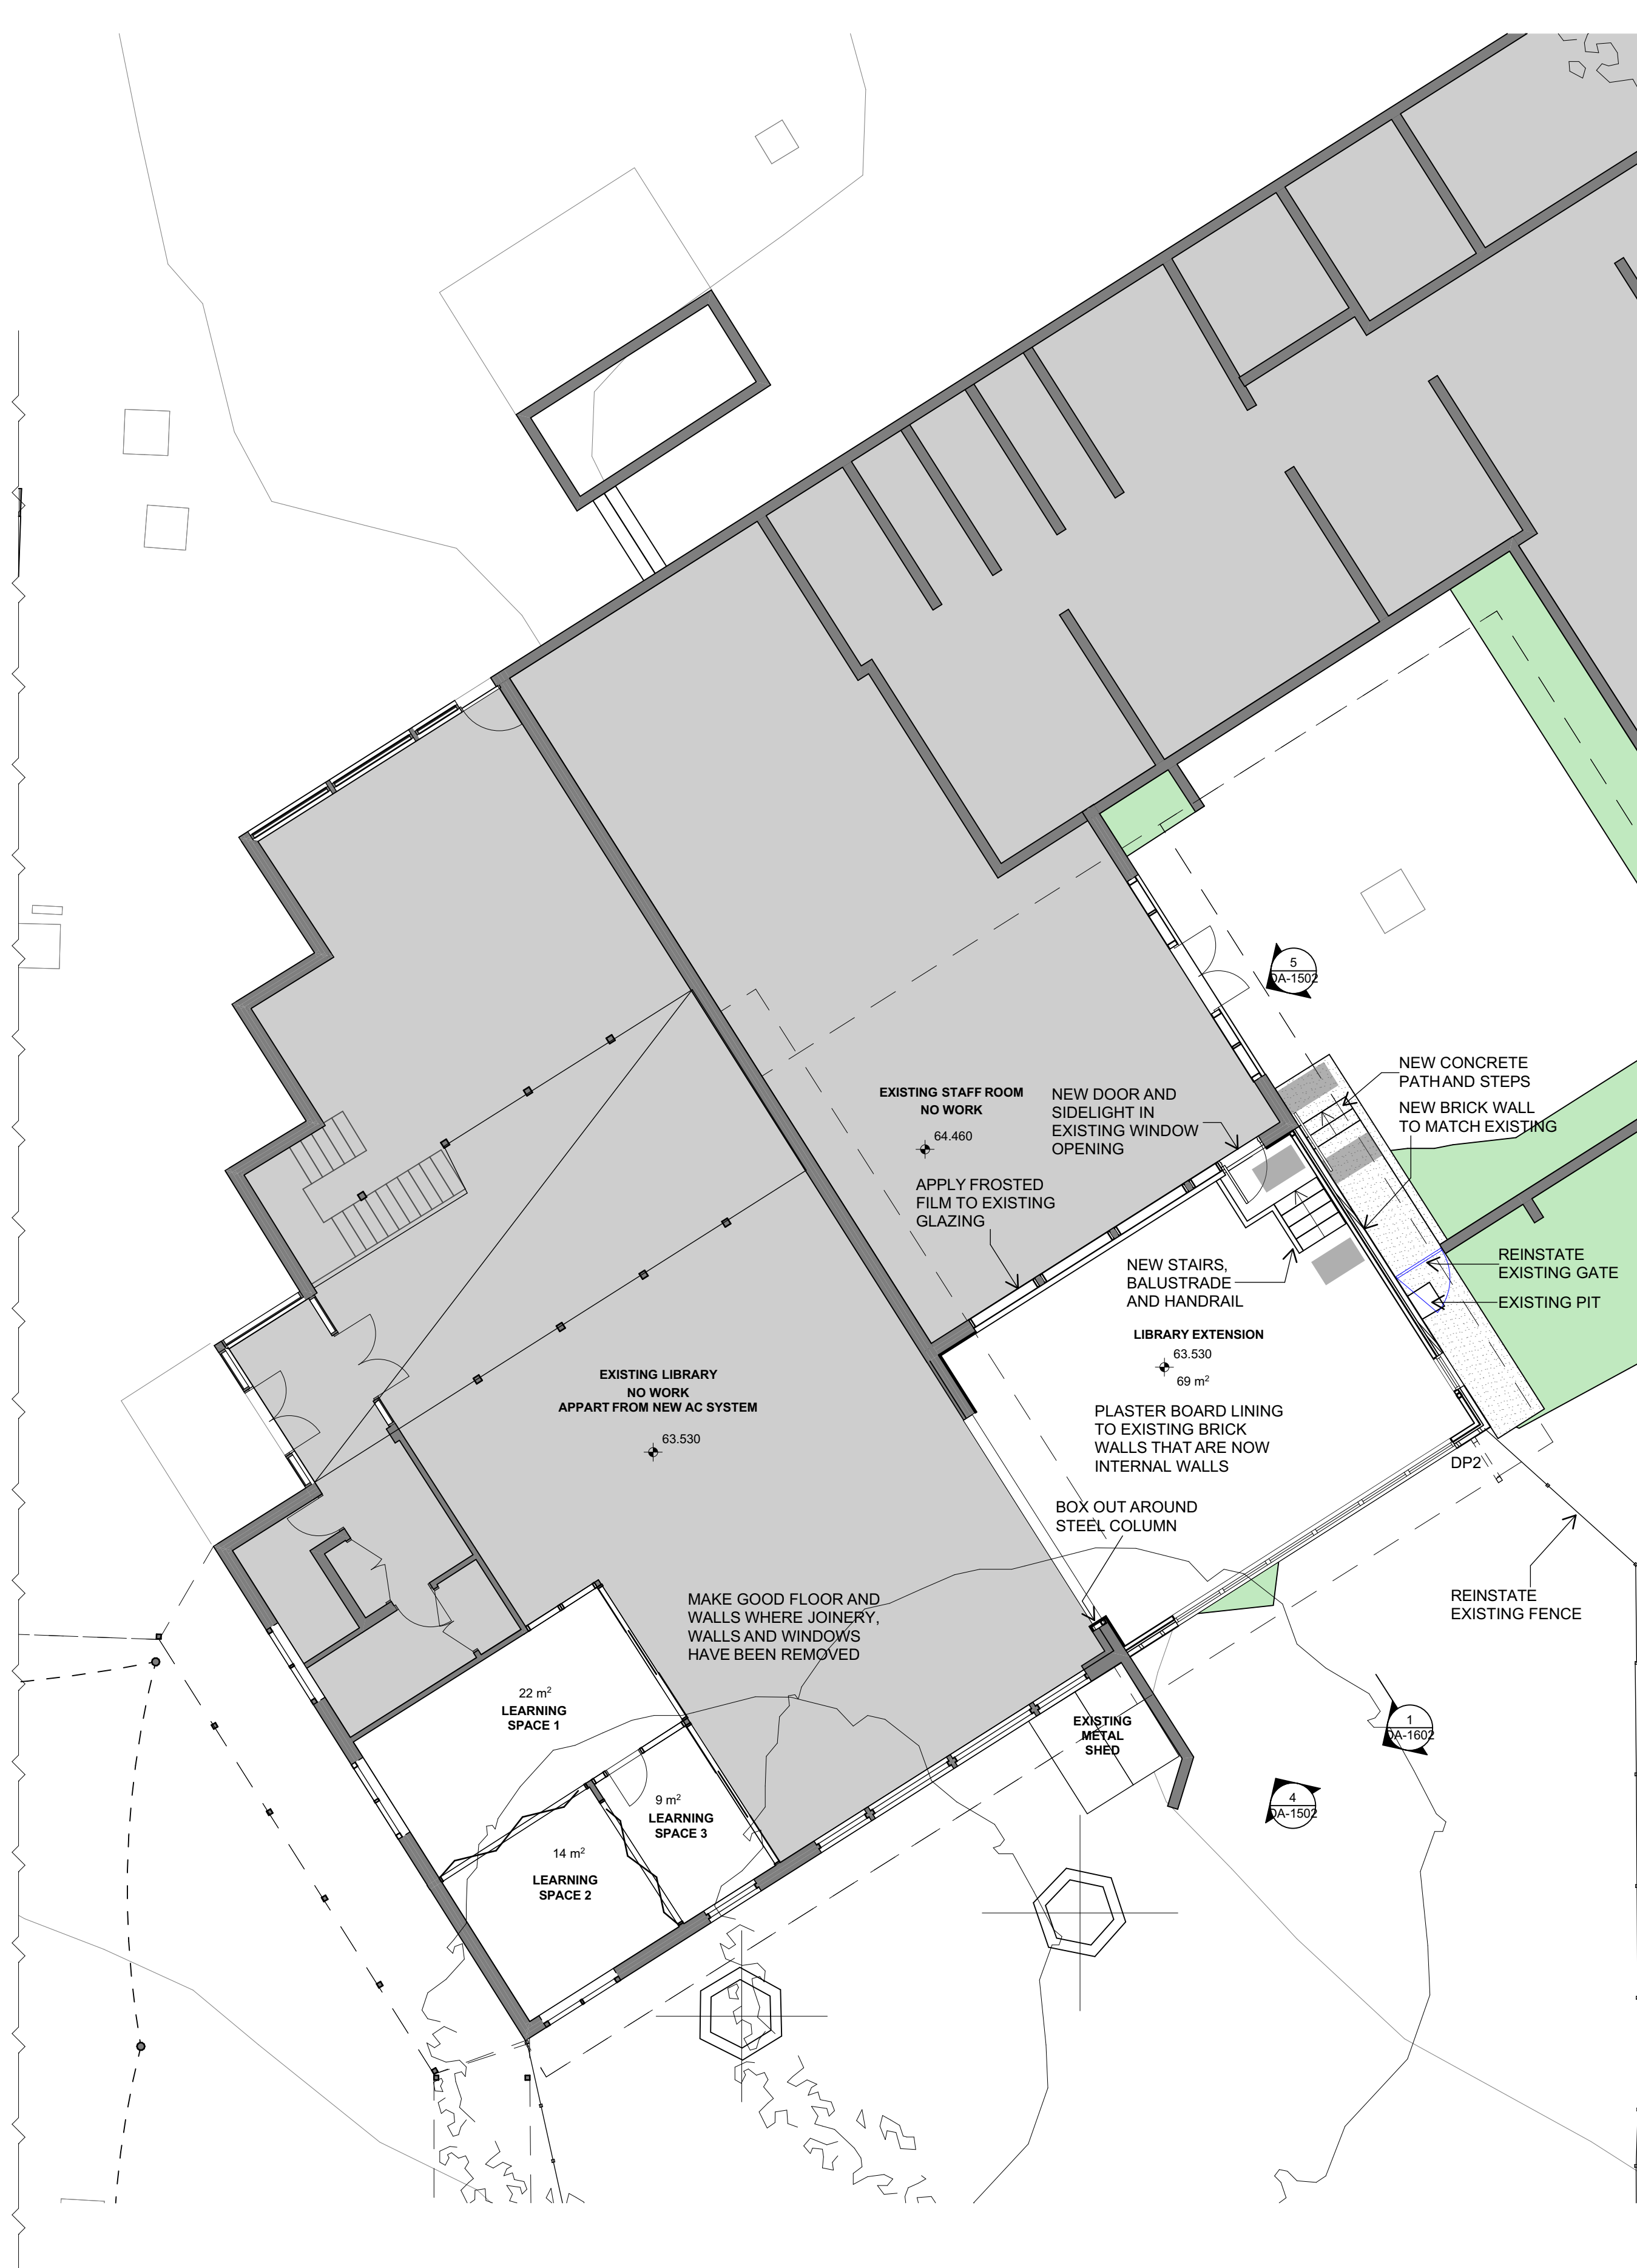 5
DA-1502
NEW CONCRETE
PATH AND STEPS
NEW BRICK WALL
TO MATCH EXISTING
EXISTING STAFF ROOM
NO WORK
64.460
NEW DOOR AND
SIDELIGHT IN
EXISTING WINDOW
OPENING
APPLY FROSTED
FILM TO EXISTING
GLAZING
NEW STAIRS,
BALUSTRADE
AND HANDRAIL
REINSTATE
EXISTING GATE
EXISTING PIT
LIBRARY EXTENSION
63.530
69 m²
EXISTING LIBRARY
NO WORK
APPART FROM NEW AC SYSTEM
63.530
PLASTER BOARD LINING
TO EXISTING BRICK
WALLS THAT ARE NOW
INTERNAL WALLS
DP2
BOX OUT AROUND
STEEL COLUMN
REINSTATE
EXISTING FENCE
MAKE GOOD FLOOR AND
WALLS WHERE JOINERY,
WALLS AND WINDOWS
HAVE BEEN REMOVED
22 m²
LEARNING
SPACE 1
EXISTING
METAL
SHED
1
DA-1602
9 m²
LEARNING
SPACE 3
4
DA-1502
14 m²
LEARNING
SPACE 2